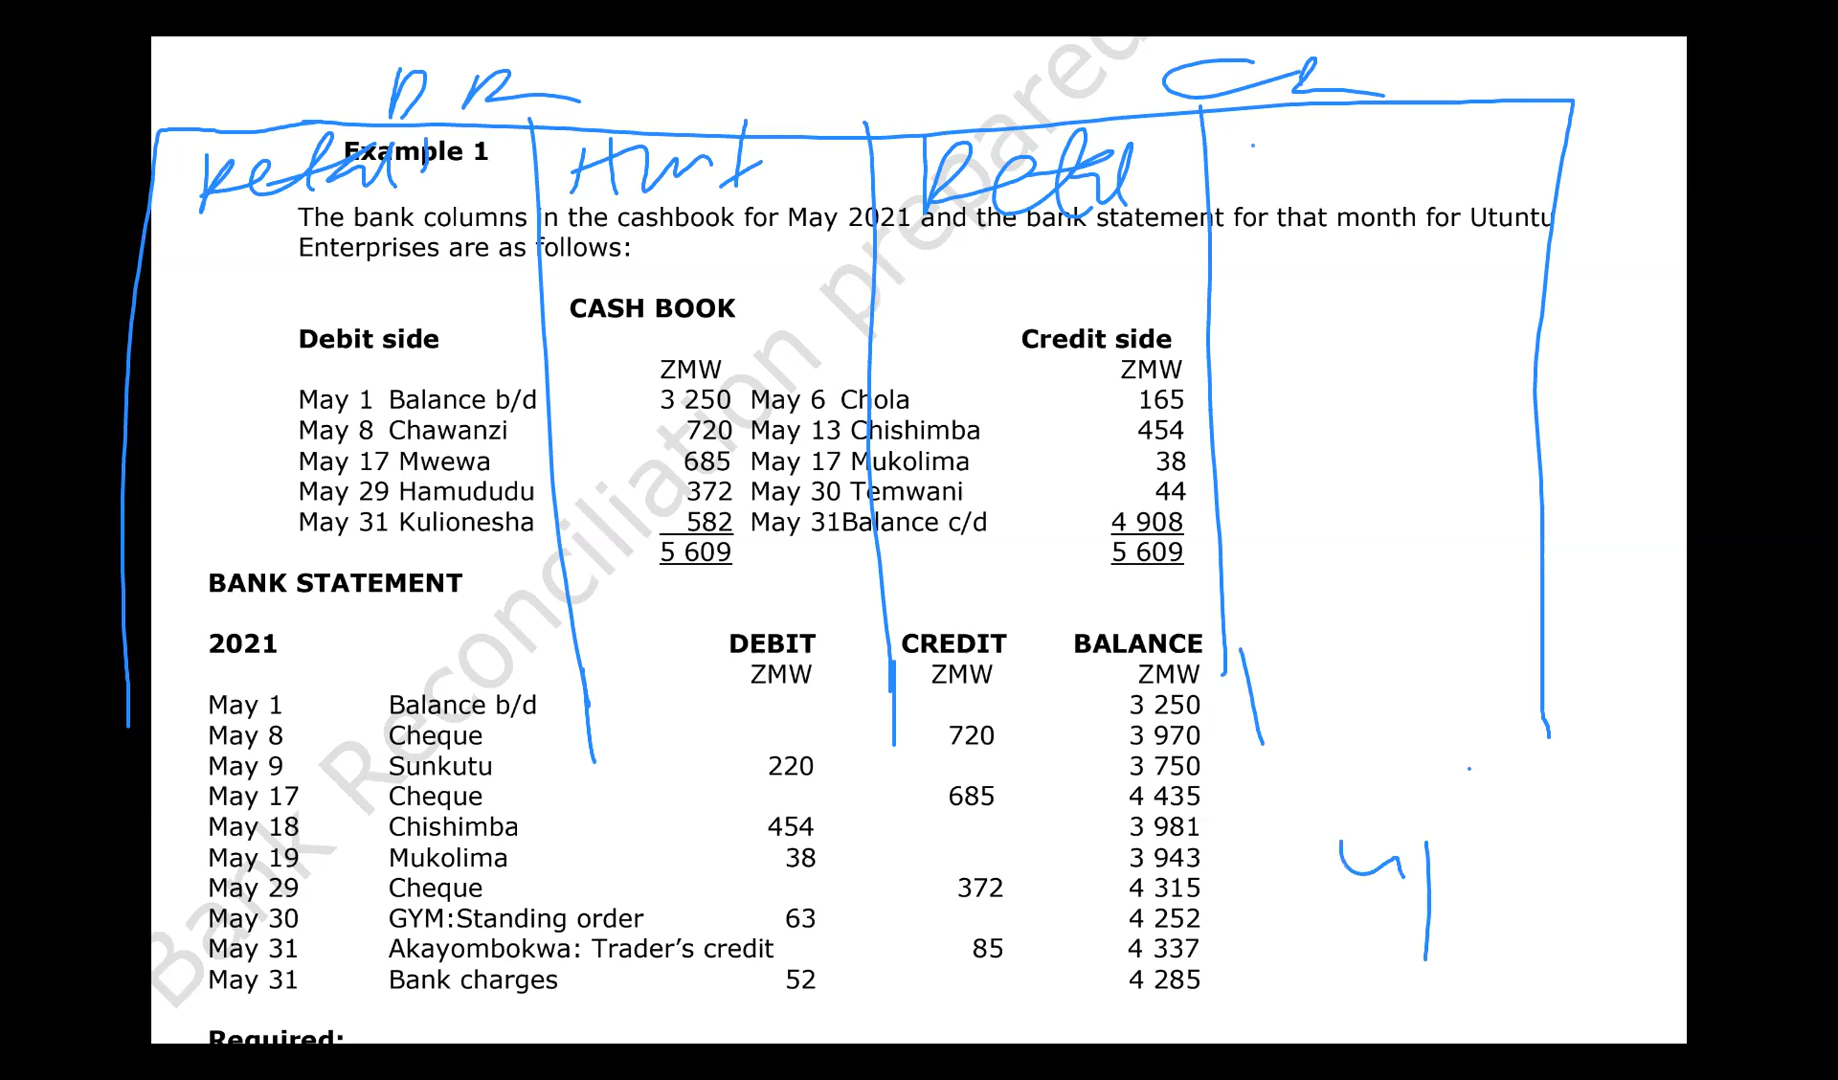 DR CR
Details Amt Details
Example 1
The bank columns in the cashbook for May 2021 and the bank statement for that month for Utuntu
Enterprises are as follows:
CASH BOOK
Debit side Credit side
ZMW ZMW
May 1 Balance b/d 3 250 May 6 Chola 165
May 8 Chawanzi 720 May 13 Chishimba 454
May 17 Mwewa 685 May 17 Mukolima 38
May 29 Hamududu 372 May 30 Temwani 44
May 31 Kulionesha 582 May 31Balance c/d 4 908
5 609 5 609
BANK STATEMENT
2021 DEBIT CREDIT BALANCE
ZMW ZMW ZMW
May 1 Balance b/d 3 250
May 8 Cheque 720 3 970
May 9 Sunkutu 220 3 750
May 17 Cheque 685 4 435
May 18 Chishimba 454 3 981
May 19 Mukolima 38 3 943
May 29 Cheque 372 4 315
May 30 GYM:Standing order 63 4 252
May 31 Akayombokwa: Trader’s credit 85 4 337
May 31 Bank charges 52 4 285
Required:
Bank Reconciliation prepared